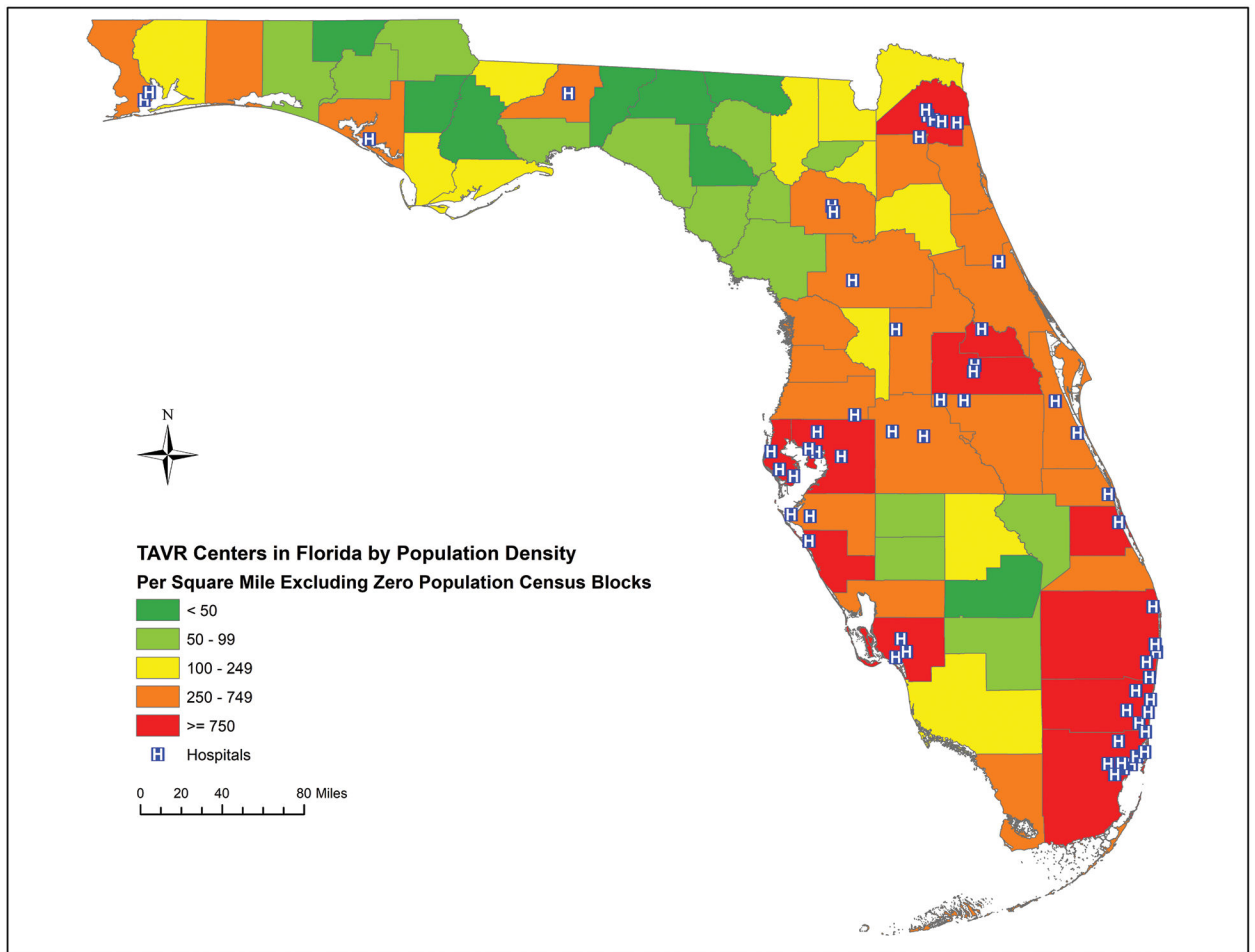 N
TAVR Centers in Florida by Population Density
Per Square Mile Excluding Zero Population Census Blocks
< 50
50 - 99
100 - 249
250 - 749
>= 750
H Hospitals
0 20 40 80 Miles